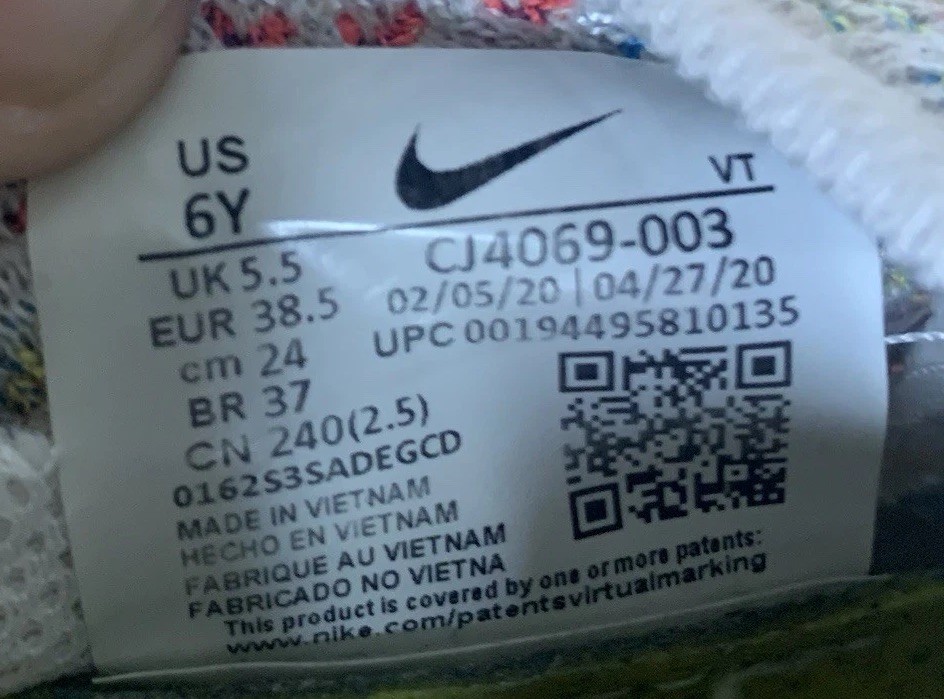 US
6Y
VT
UK 5.5
EUR 38.5
cm 24
BR 37
CN 240(2.5)
0162S3SADEGCD
CJ4069-003
02/05/20 | 04/27/20
UPC 00194495810135
MADE IN VIETNAM
HECHO EN VIETNAM
FABRIQUE AU VIETNAM
FABRICADO NO VIETNA
This product is covered by one or more patents:
www.nike.com/patentsvirtualmarking